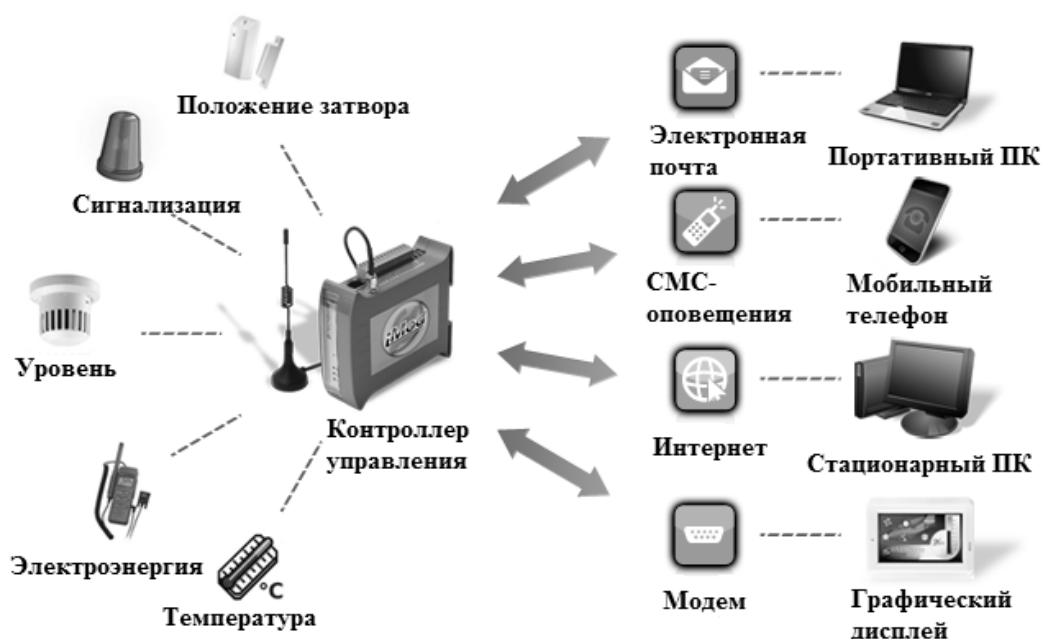 Положение затвора
Сигнализация
Уровень
Электроэнергия
°C
Температура
iMod
Контроллер
управления
Электронная
почта
Портативный ПК
СМС-
оповещения
Мобильный
телефон
Интернет
Стационарный ПК
Модем
Графический
дисплей